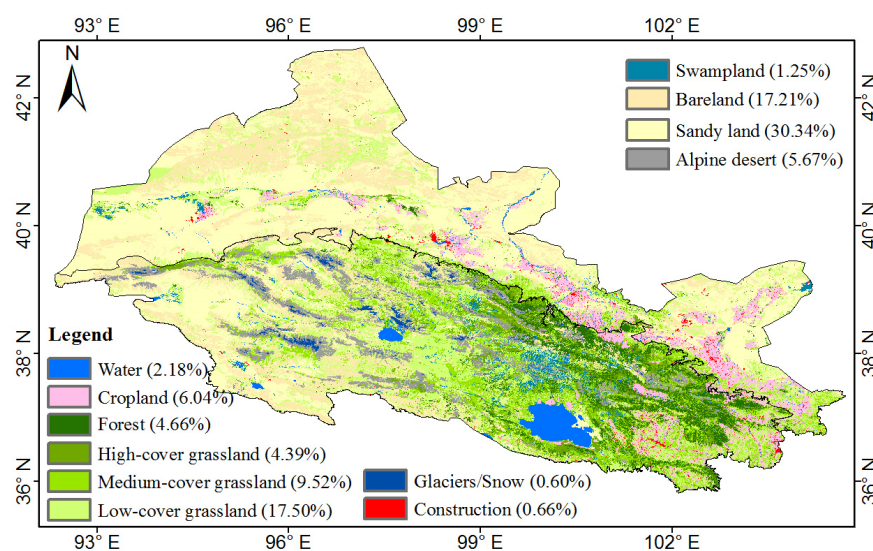 93° E 96° E 99° E 102° E
N
42° N
40° N
38° N
36° N
Swampland (1.25%)
Bareland (17.21%)
Sandy land (30.34%)
Alpine desert (5.67%)
42° N
40° N
38° N
36° N
Legend
Water (2.18%)
Cropland (6.04%)
Forest (4.66%)
High-cover grassland (4.39%)
Medium-cover grassland (9.52%)
Low-cover grassland (17.50%)
Glaciers/Snow (0.60%)
Construction (0.66%)
93° E 96° E 99° E 102° E